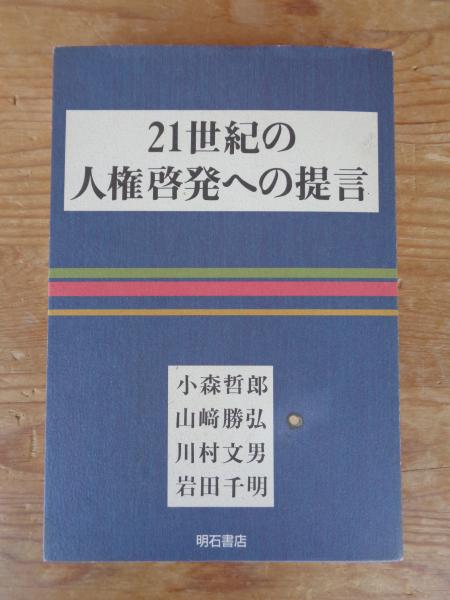 21世紀の
人権啓発への提言
小森哲郎
山﨑勝弘
川村文男
岩田千明
明石書店